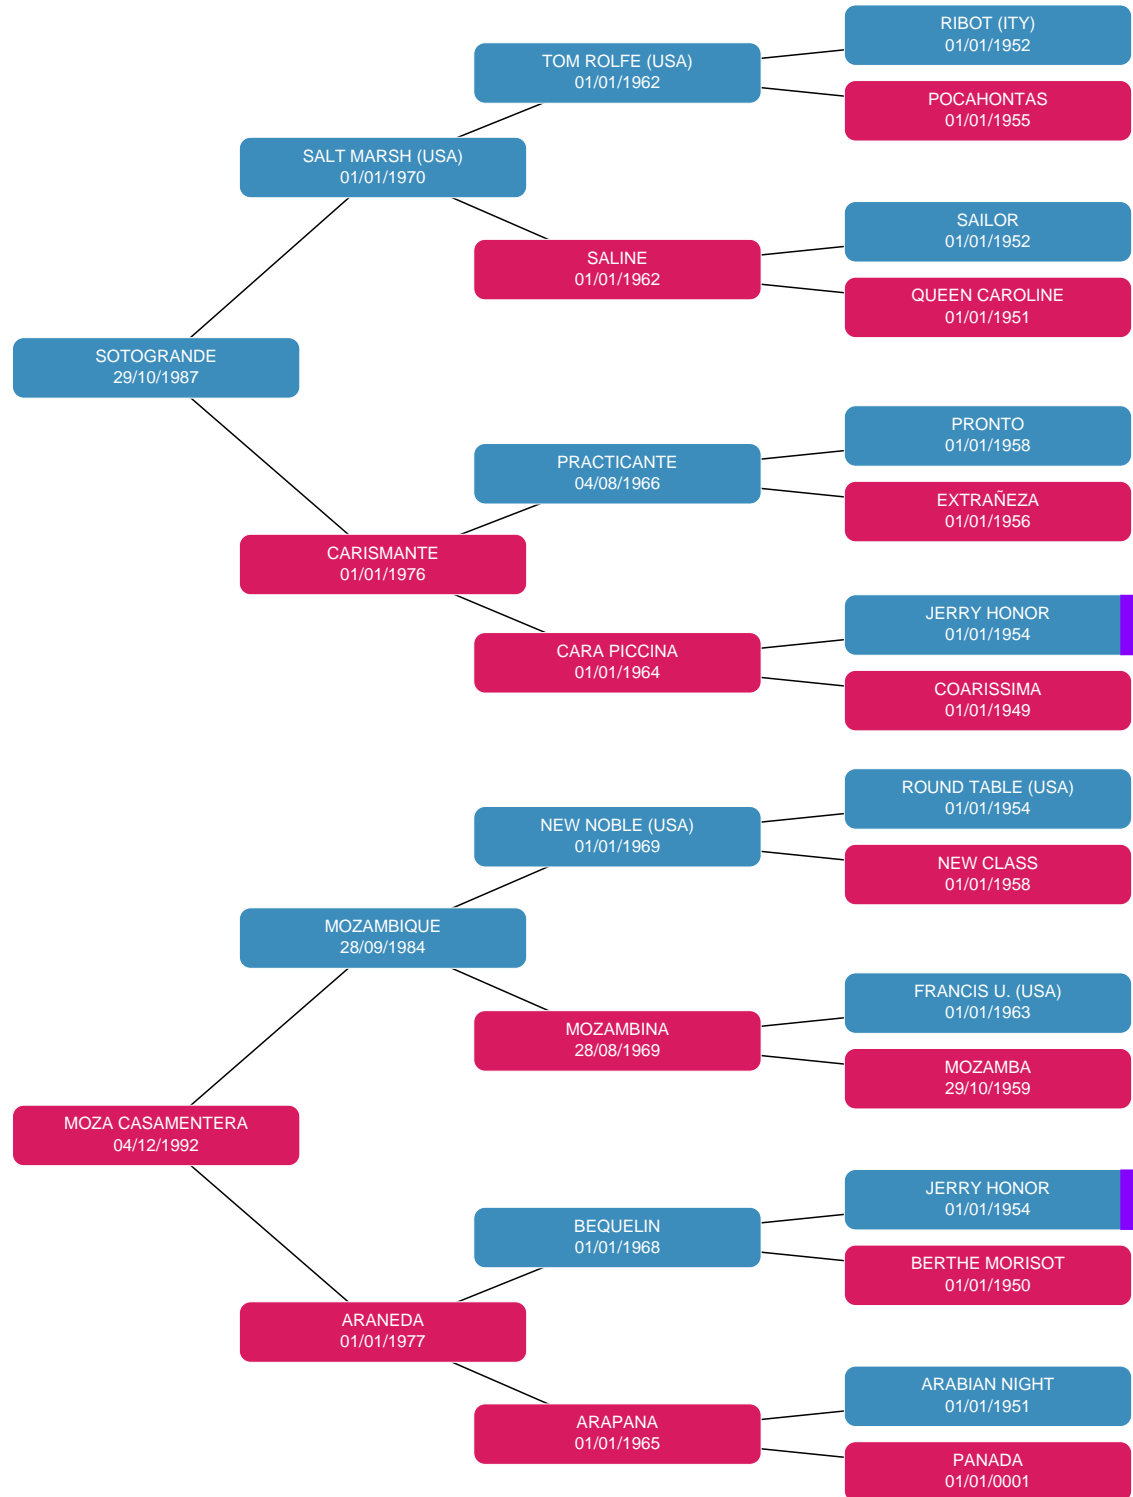 RIBOT (ITY)
01/01/1952
TOM ROLFE (USA)
01/01/1962
POCAHONTAS
01/01/1955
SALT MARSH (USA)
01/01/1970
SAILOR
01/01/1952
SALINE
01/01/1962
QUEEN CAROLINE
01/01/1951
SOTOGRANDE
29/10/1987
PRONTO
01/01/1958
PRACTICANTE
04/08/1966
EXTRAÑEZA
01/01/1956
CARISMANTE
01/01/1976
JERRY HONOR
01/01/1954
CARA PICCINA
01/01/1964
COARISSIMA
01/01/1949
ROUND TABLE (USA)
01/01/1954
NEW NOBLE (USA)
01/01/1969
NEW CLASS
01/01/1958
MOZAMBIQUE
28/09/1984
FRANCIS U. (USA)
01/01/1963
MOZAMBINA
28/08/1969
MOZAMBA
29/10/1959
MOZA CASAMENTERA
04/12/1992
JERRY HONOR
01/01/1954
BEQUELIN
01/01/1968
BERTHE MORISOT
01/01/1950
ARANEDA
01/01/1977
ARABIAN NIGHT
01/01/1951
ARAPANA
01/01/1965
PANADA
01/01/0001